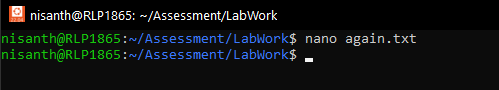 nisanth@RLP1865: ~/Assessment/LabWork
nisanth@RLP1865:~/Assessment/LabWork$ nano again.txt
nisanth@RLP1865:~/Assessment/LabWork$